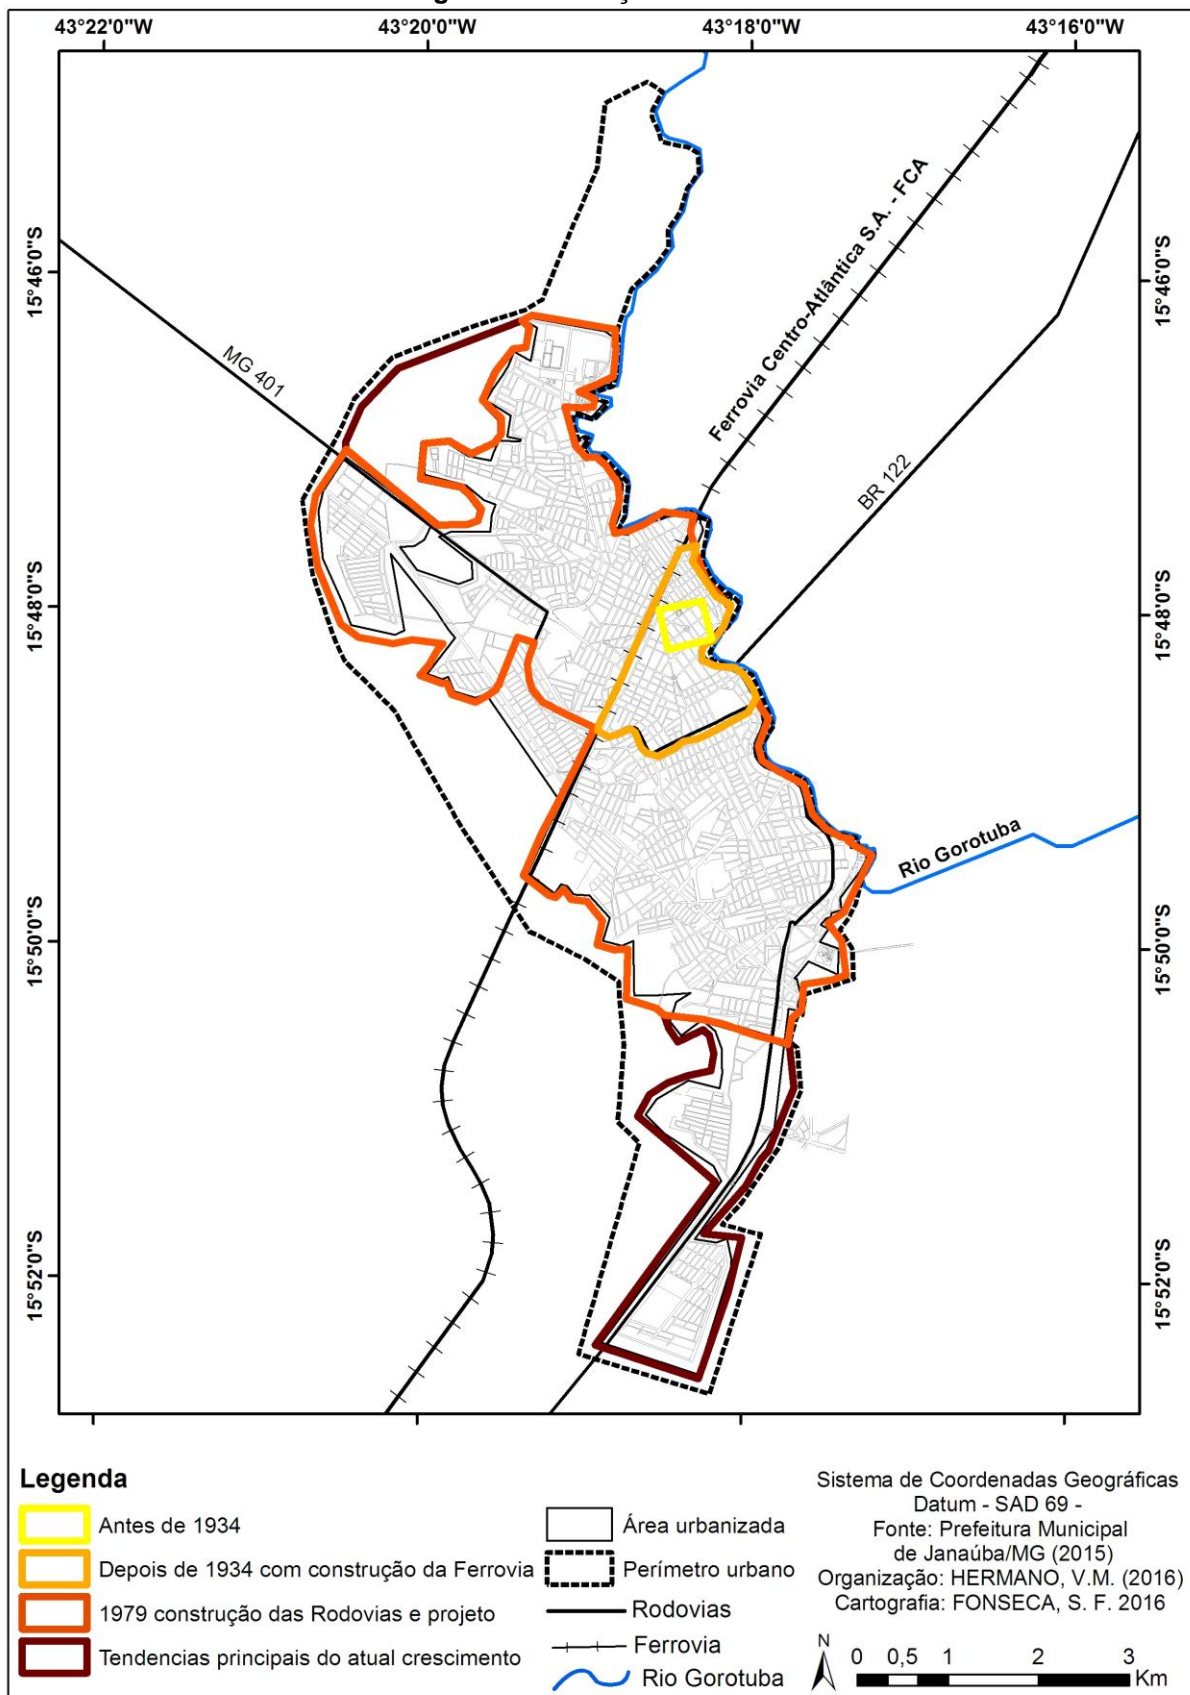 43°22'0"W 43°20'0"W 43°18'0"W 43°16'0"W
15°46'0"S
15°46'0"S
MG 401
Ferrovia Centro-Atlântica S.A. - FCA
BR 122
15°48'0"S
15°48'0"S
Rio Gorotuba
15°50'0"S
15°50'0"S
15°52'0"S
15°52'0"S
Legenda
Antes de 1934
Depois de 1934 com construção da Ferrovia
1979 construção das Rodovias e projeto
Tendencias principais do atual crescimento
Área urbanizada
Perímetro urbano
Rodovias
Ferrovia
Rio Gorotuba
Sistema de Coordenadas Geográficas
Datum - SAD 69 -
Fonte: Prefeitura Municipal
de Janaúba/MG (2015)
Organização: HERMANO, V.M. (2016)
Cartografia: FONSECA, S. F. 2016
N
0 0,5 1 2 3
Km